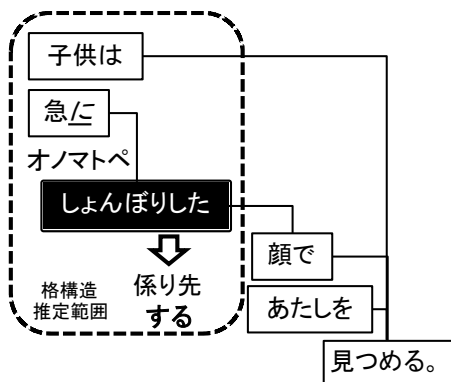 子供は
急に
オノマトペ
しょんぼりした
係り先
する
格構造
推定範囲
顔で
あたしを
見つめる。